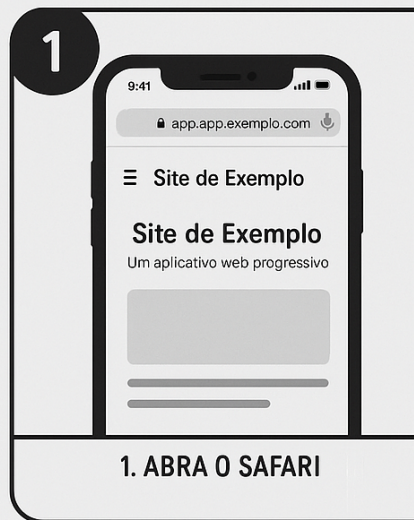 1
9:41
app.app.exemplo.com
Site de Exemplo
Site de Exemplo
Um aplicativo web progressivo
1. ABRA O SAFARI